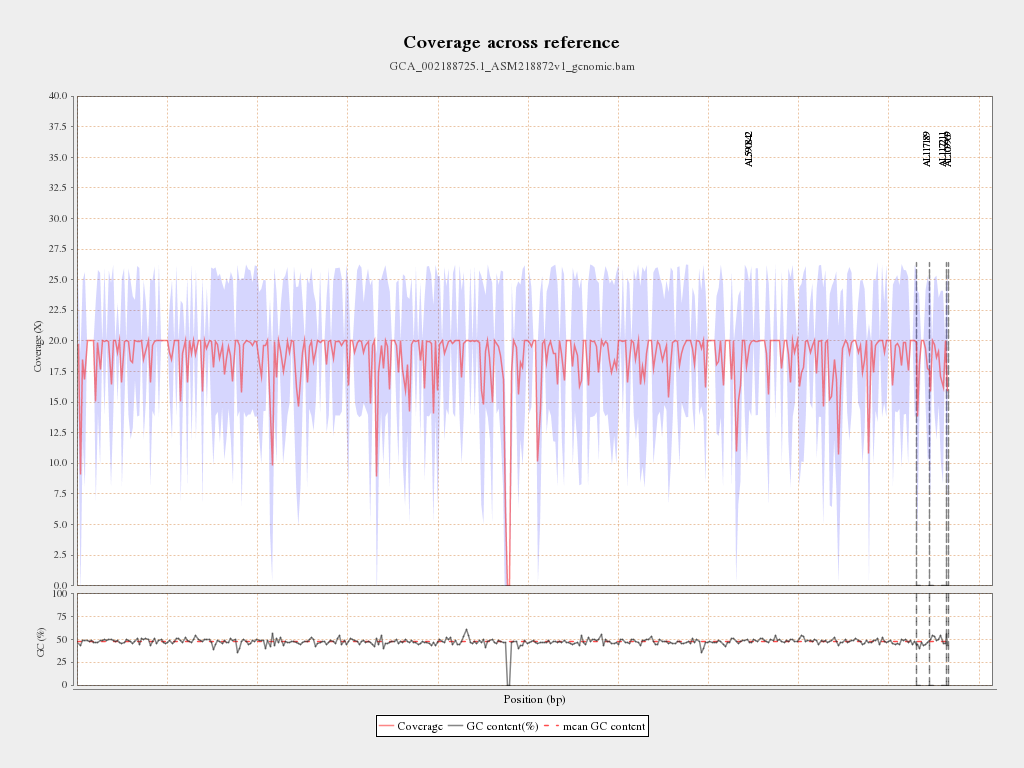 Coverage across reference
GCA_002188725.1_ASM218872v1_genomic.bam
40.0
37.5
35.0
32.5
30.0
27.5
25.0
22.5
20.0
17.5
15.0
12.5
10.0
7.5
5.0
2.5
0.0
Coverage (X)
AL590842
AL117189
AL117211
100
75
50
25
0
GC (%)
Position (bp)
Coverage GC content(%) mean GC content